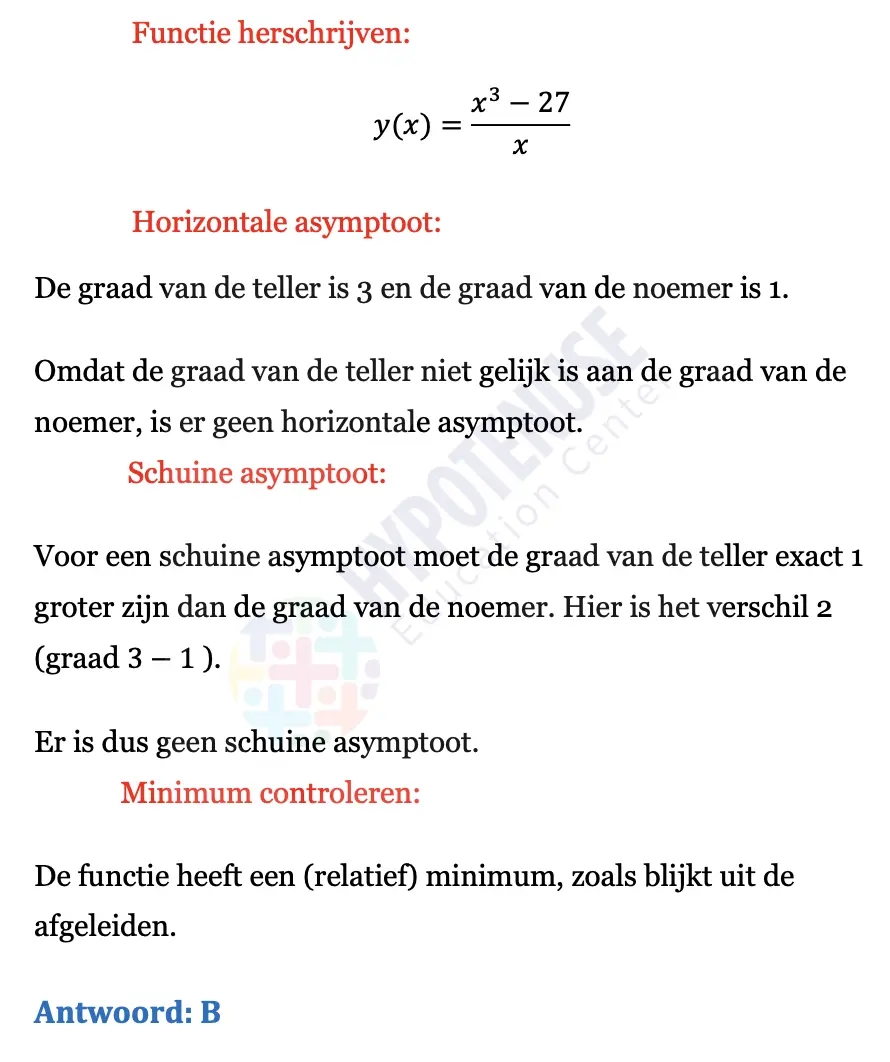 Functie herschrijven:
y(x) = (x³ − 27)/x
Horizontale asymptoot:
De graad van de teller is 3 en de graad van de noemer is 1.
Omdat de graad van de teller niet gelijk is aan de graad van de
noemer, is er geen horizontale asymptoot.
Schuine asymptoot:
Voor een schuine asymptoot moet de graad van de teller exact 1
groter zijn dan de graad van de noemer. Hier is het verschil 2
(graad 3 − 1 ).
Er is dus geen schuine asymptoot.
Minimum controleren:
De functie heeft een (relatief) minimum, zoals blijkt uit de
afgeleiden.
Antwoord: B
HYPOTENUSE
Education Center